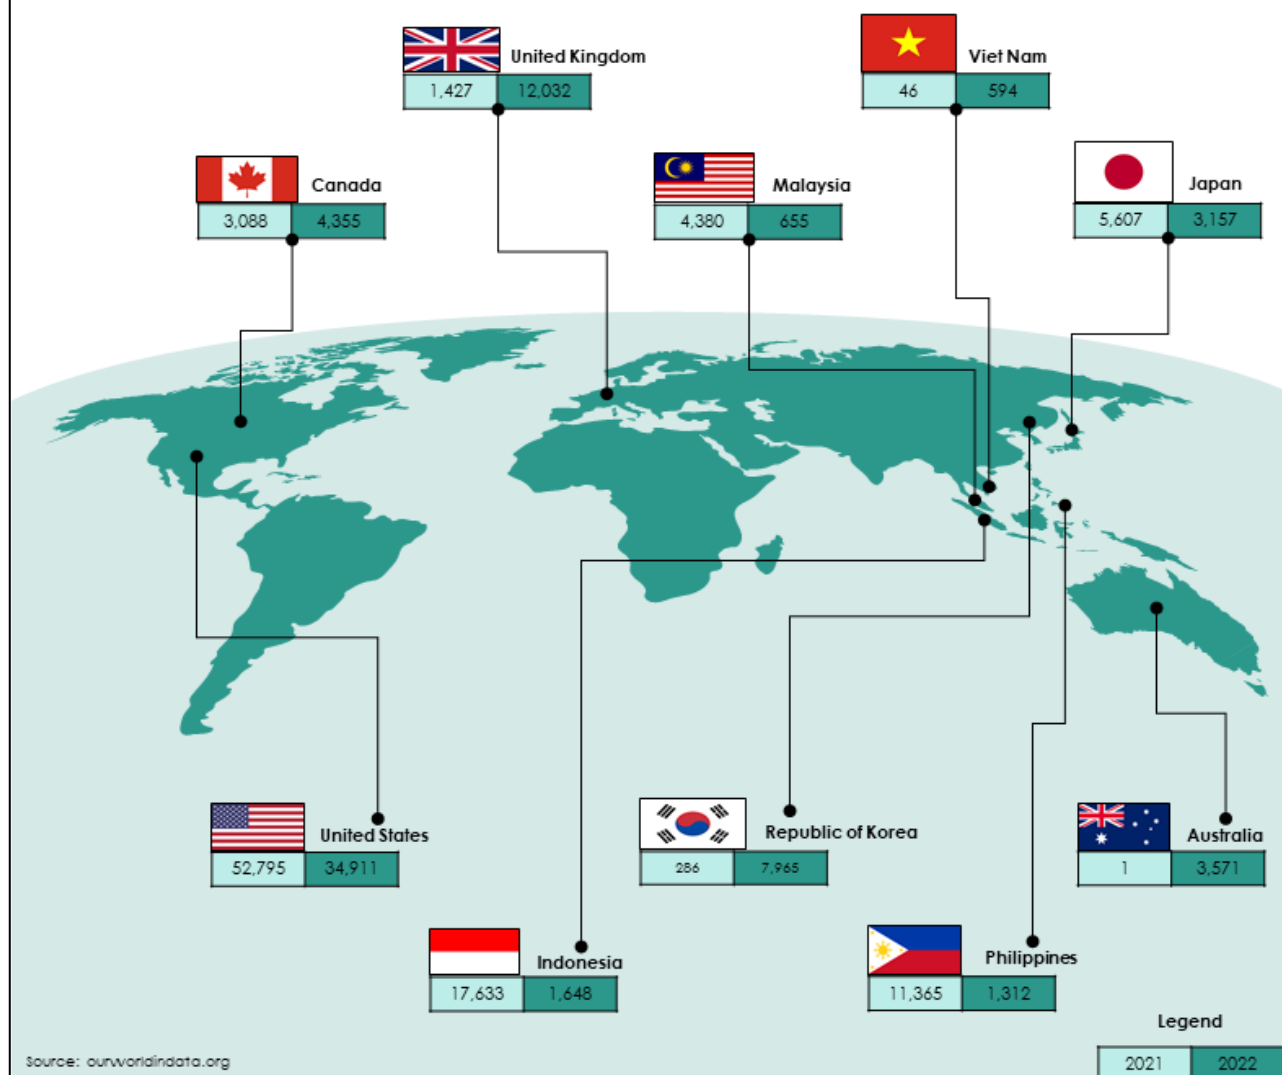 United Kingdom
1,427 12,032
Viet Nam
46 594
Canada
3,088 4,355
Malaysia
4,380 655
Japan
5,607 3,157
United States
52,795 34,911
Republic of Korea
286 7,965
Australia
1 3,571
Indonesia
17,633 1,648
Philippines
11,365 1,312
Legend
2021 2022
Source: ourworldindata.org